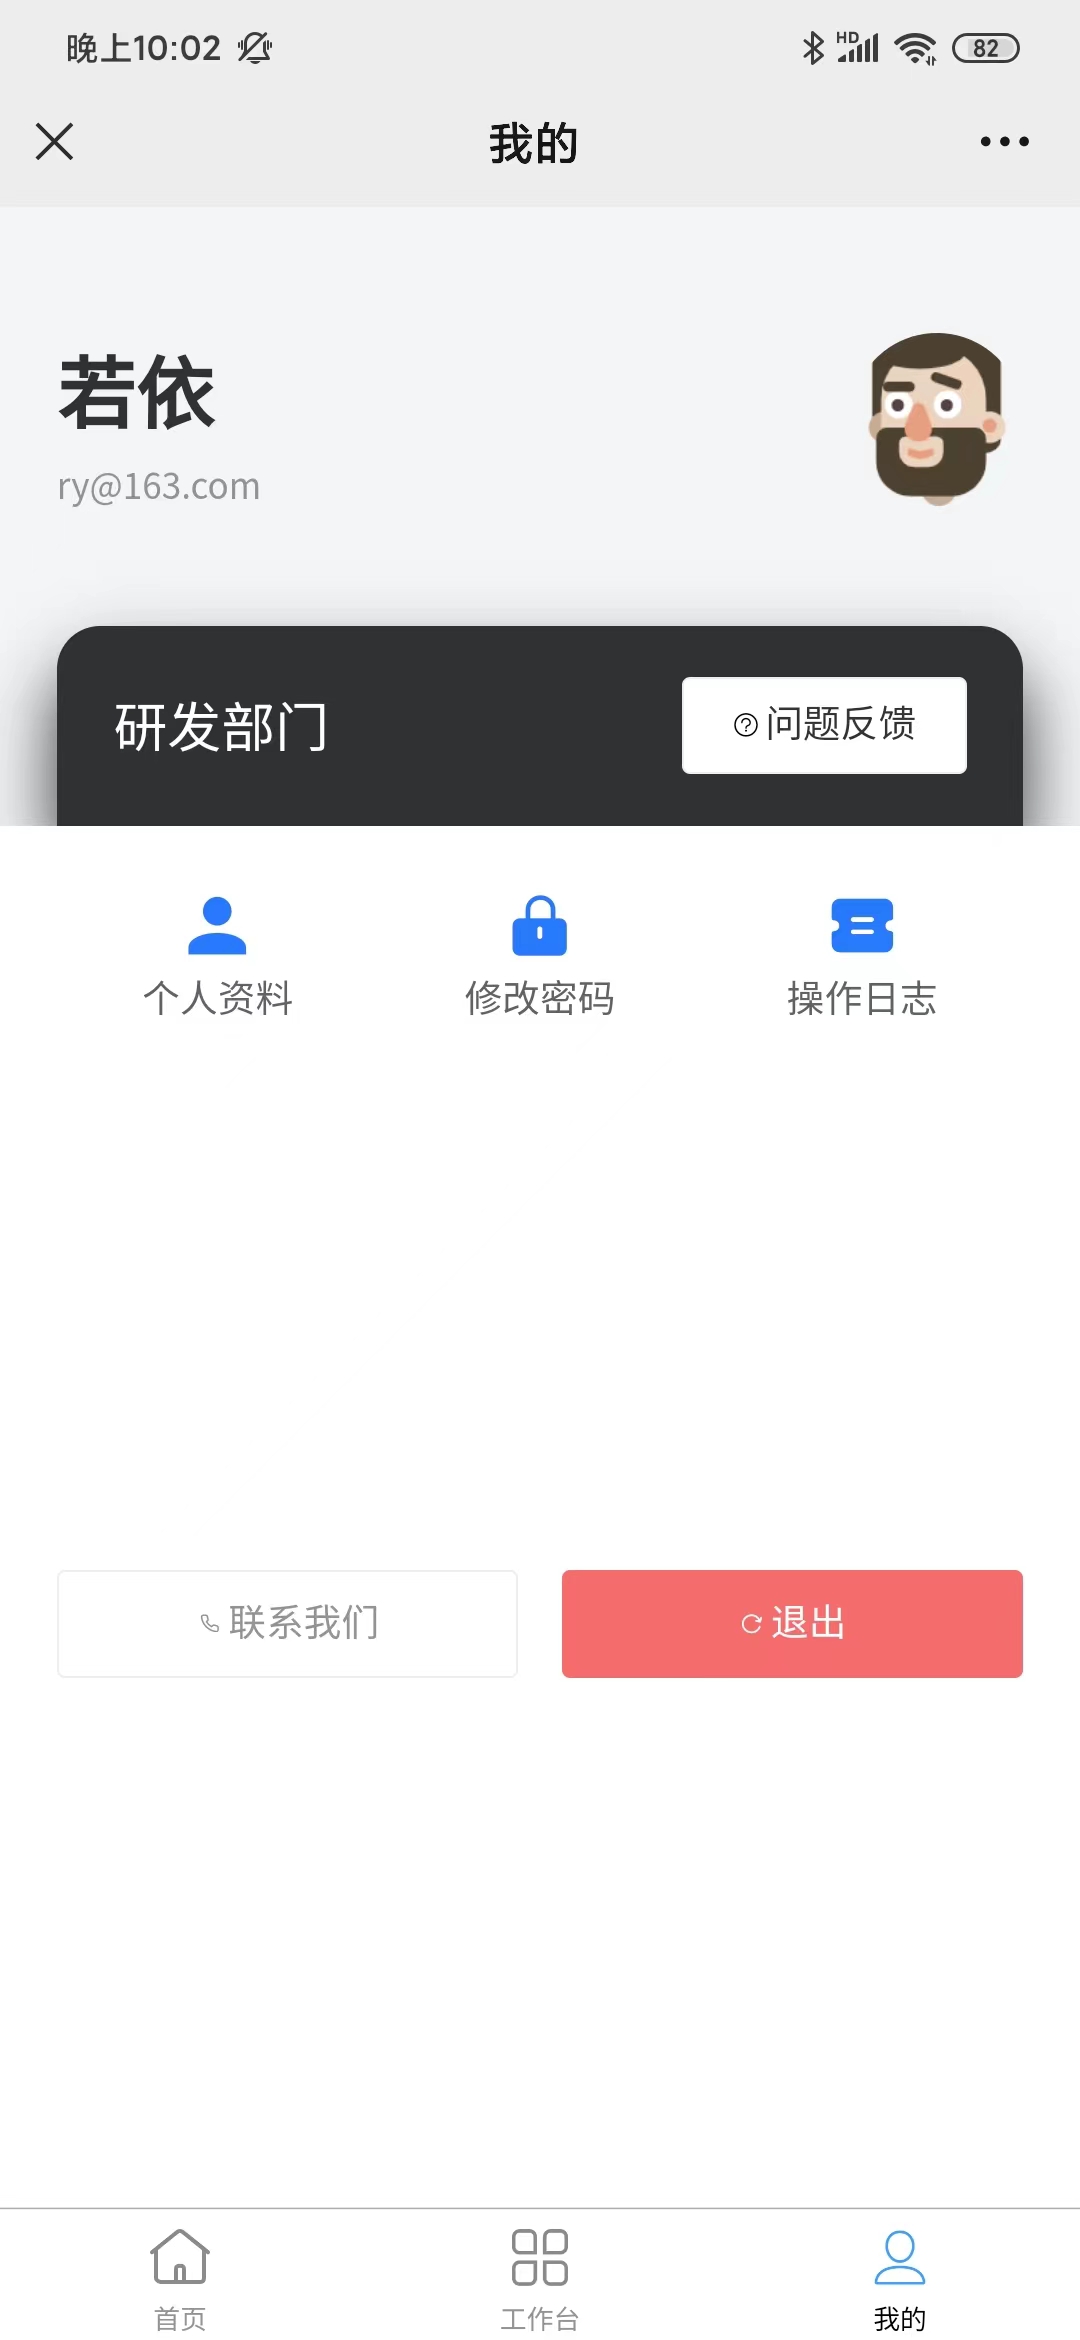 晚上10:02
HD
82
我的
若依
ry@163.com
研发部门
问题反馈
个人资料 修改密码 操作日志
联系我们 退出
首页 工作台 我的